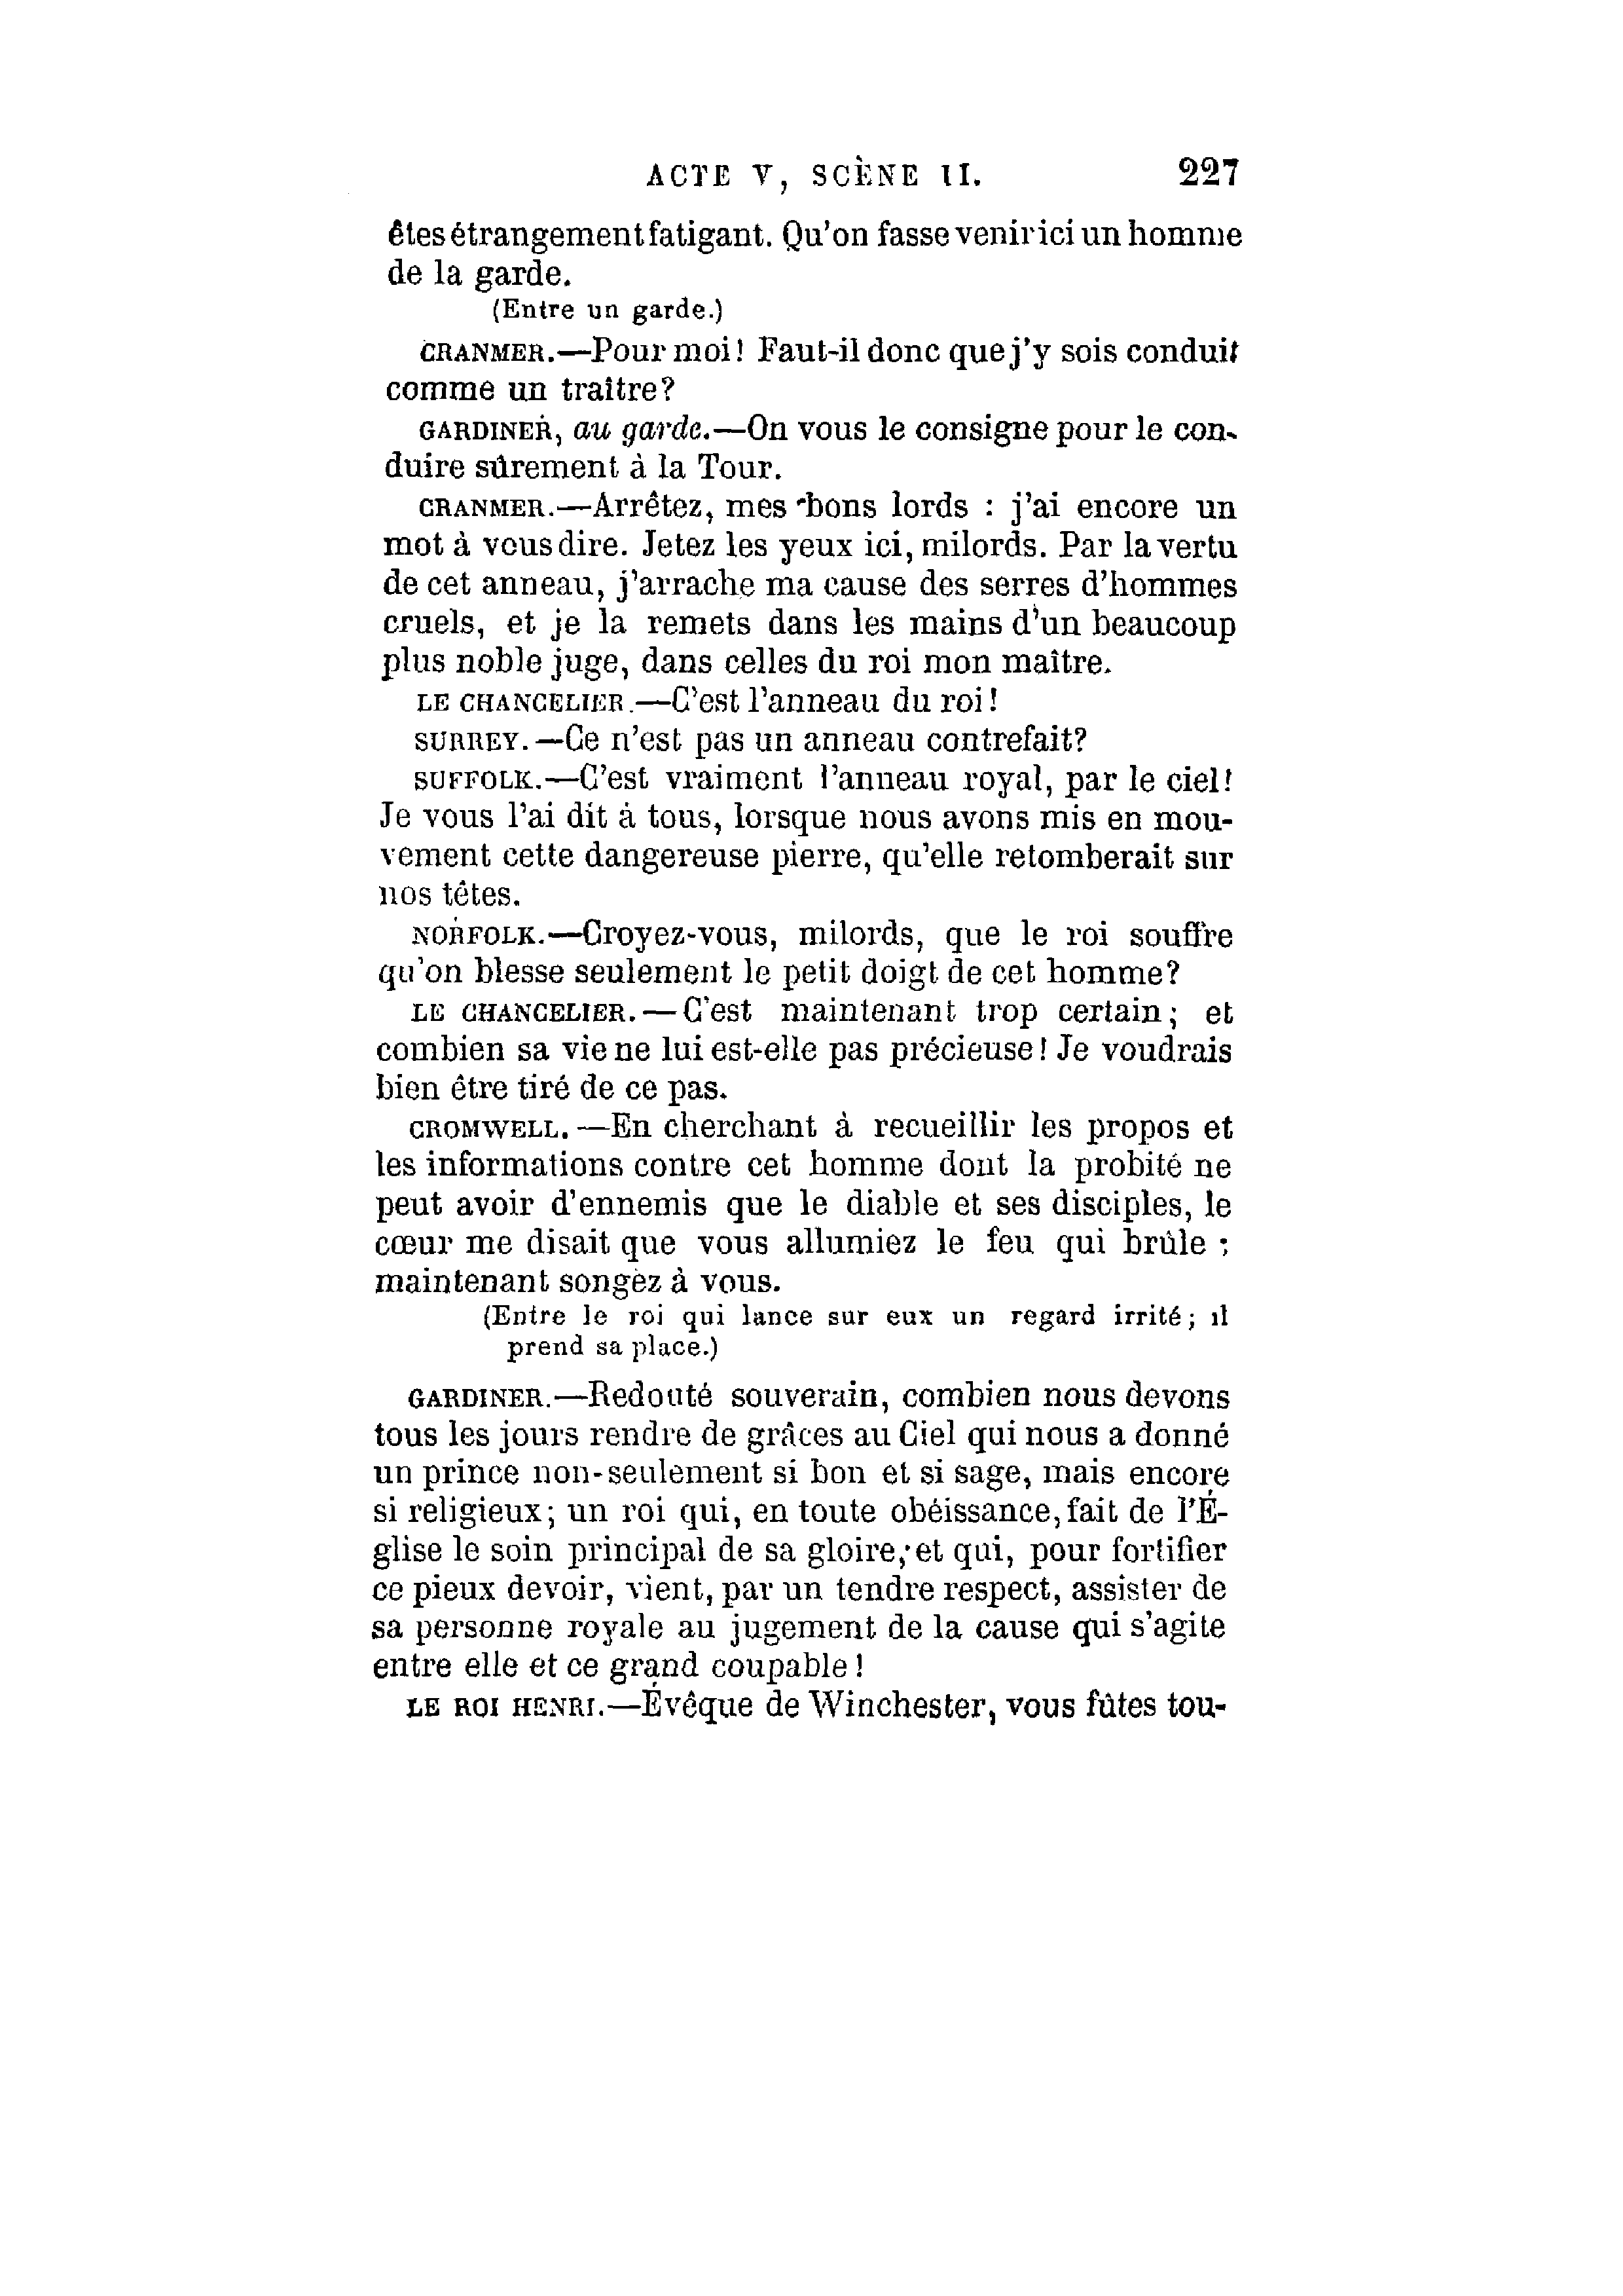 ACTE V, SCÈNE II. 227
êtes étrangement fatigant. Qu'on fasse venir ici un homme
de la garde.
(Entre un garde.)
CRANMER.—Pour moi! Faut-il donc que j'y sois conduit
comme un traître?
GARDINER, au garde.—On vous le consigne pour le con-
duire sûrement à la Tour.
CRANMER.—Arrêtez, mes bons lords : j'ai encore un
mot à vous dire. Jetez les yeux ici, milords. Par la vertu
de cet anneau, j'arrache ma cause des serres d'hommes
cruels, et je la remets dans les mains d'un beaucoup
plus noble juge, dans celles du roi mon maître.
LE CHANCELIER.—C'est l'anneau du roi!
SURREY.—Ce n'est pas un anneau contrefait?
SUFFOLK.—C'est vraiment l'anneau royal, par le ciel!
Je vous l'ai dit à tous, lorsque nous avons mis en mou-
vement cette dangereuse pierre, qu'elle retomberait sur
nos têtes.
NORFOLK.—Croyez-vous, milords, que le roi souffre
qu'on blesse seulement le petit doigt de cet homme?
LE CHANCELIER.—C'est maintenant trop certain; et
combien sa vie ne lui est-elle pas précieuse! Je voudrais
bien être tiré de ce pas.
CROMWELL.—En cherchant à recueillir les propos et
les informations contre cet homme dont la probité ne
peut avoir d'ennemis que le diable et ses disciples, le
cœur me disait que vous allumiez le feu qui brûle ;
maintenant songez à vous.
(Entre le roi qui lance sur eux un regard irrité; il
prend sa place.)
GARDINER.—Redouté souverain, combien nous devons
tous les jours rendre de grâces au Ciel qui nous a donné
un prince non-seulement si bon et si sage, mais encore
si religieux; un roi qui, en toute obéissance, fait de l'É-
glise le soin principal de sa gloire, et qui, pour fortifier
ce pieux devoir, vient, par un tendre respect, assister de
sa personne royale au jugement de la cause qui s'agite
entre elle et ce grand coupable!
LE ROI HENRI.—Évêque de Winchester, vous fûtes tou-